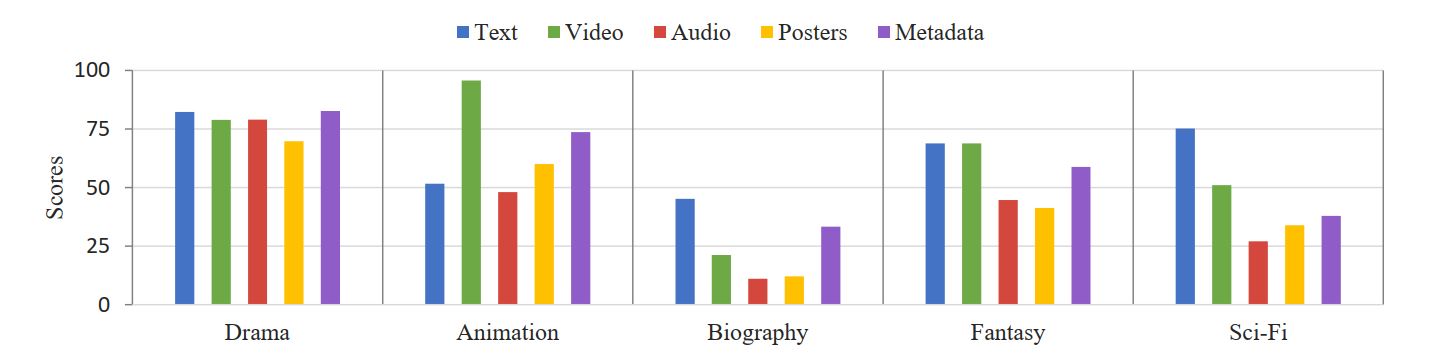 Text Video Audio Posters Metadata
100
75
50
25
0
Scores
Drama Animation Biography Fantasy Sci-Fi